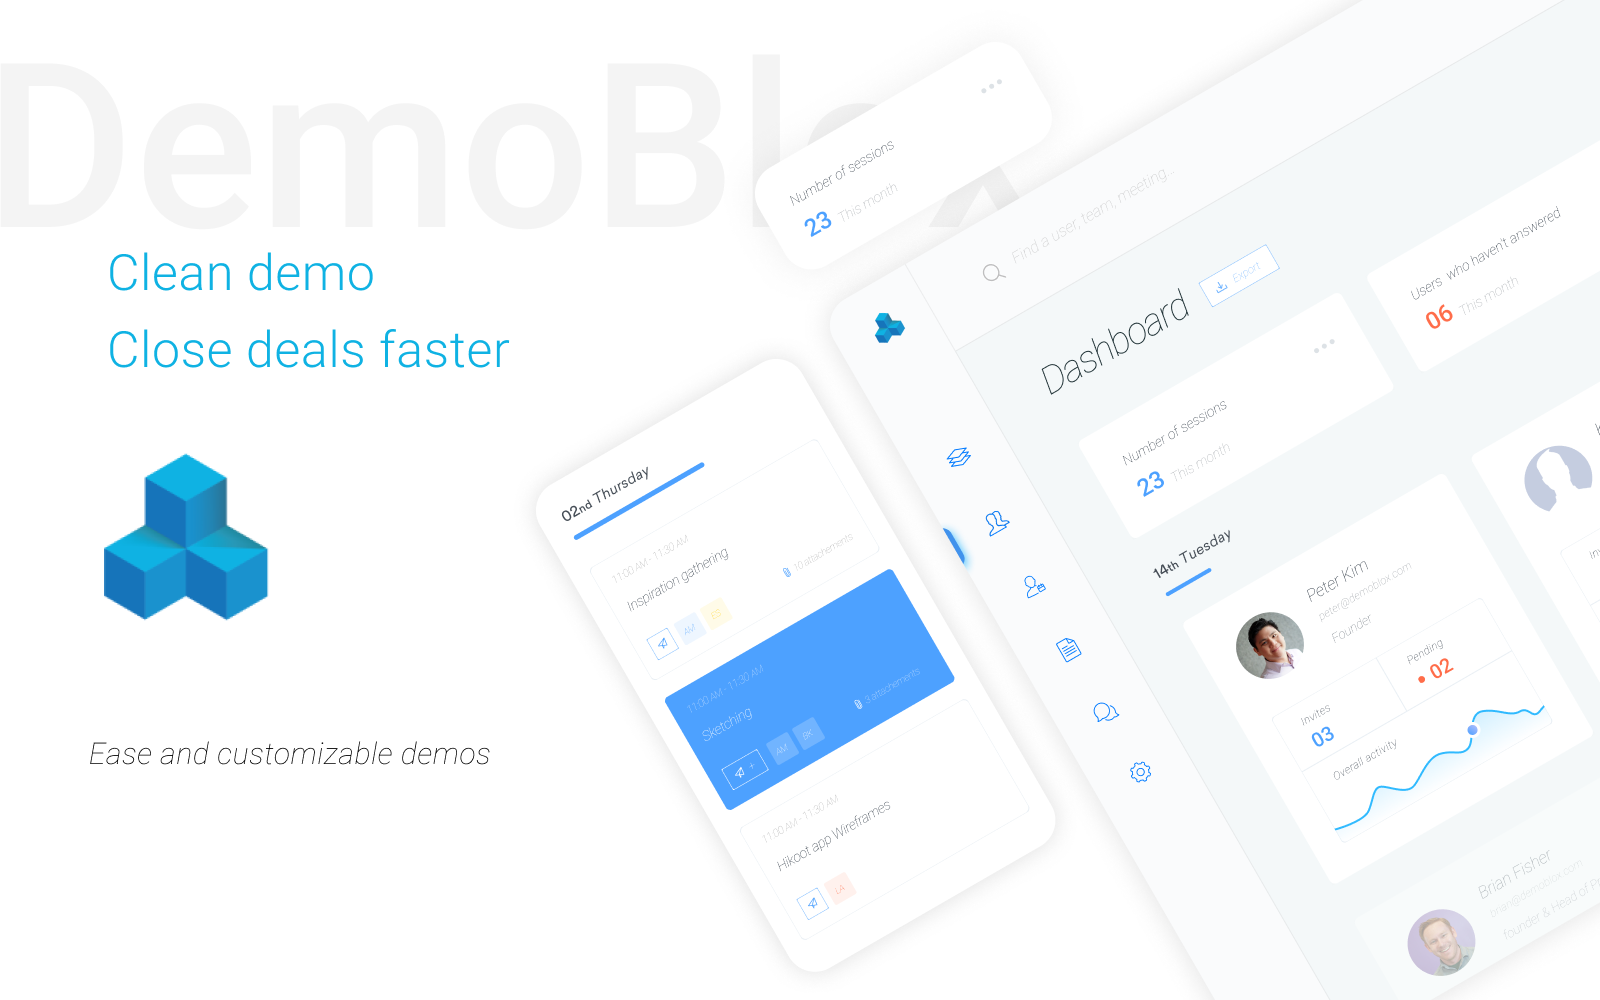 DemoBlox
Clean demo
Close deals faster
Ease and customizable demos
Number of sessions
23 This month
02nd Thursday
11:00 AM - 11:30 AM
Inspiration gathering
10 attachements
AM
11:00 AM - 11:30 AM
Sketching
3 attachements
+ AM BK
11:00 AM - 11:30 AM
Hikoot app Wireframes
LA
Find a user, team, meeting...
Dashboard
Export
Number of sessions
23 This month
Users who haven't answered
06 This month
14th Tuesday
Peter Kim
peter@demoblox.com
Founder
Invites
03
Pending
02
Overall activity
Brian Fisher
brian@demoblox.com
founder & Head of